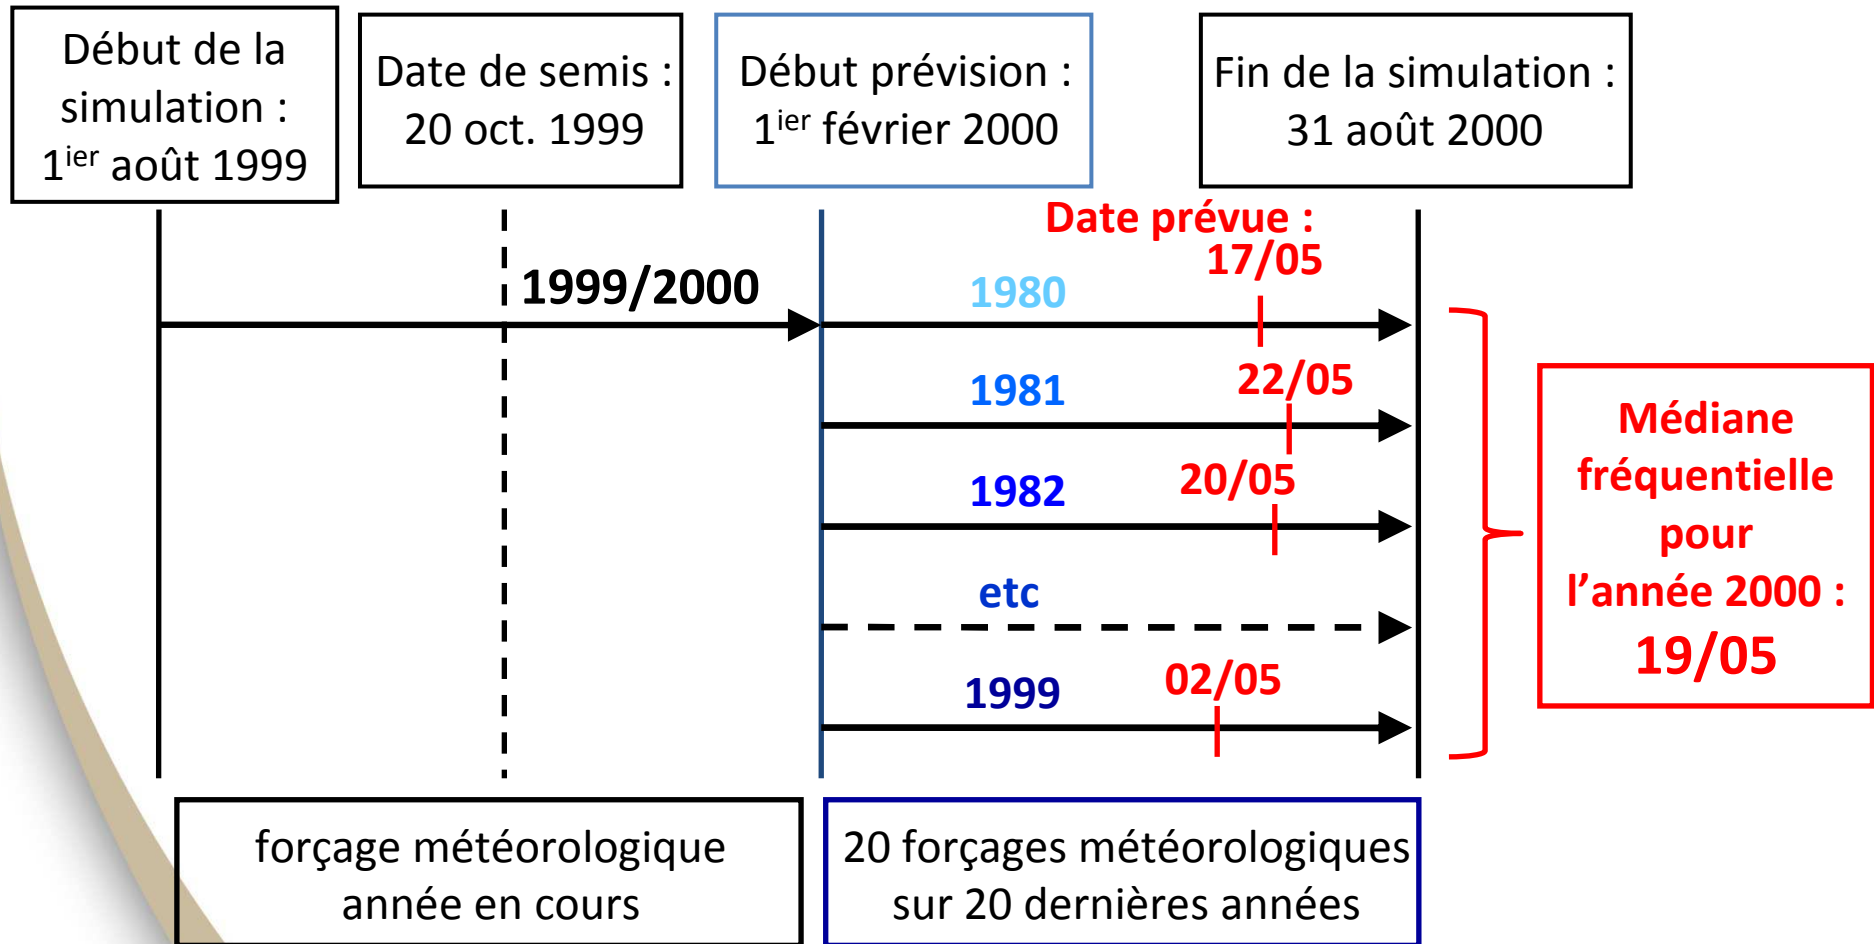 Début de la
simulation :
1ier août 1999
Date de semis :
20 oct. 1999
Début prévision :
1ier février 2000
Fin de la simulation :
31 août 2000
Date prévue :
17/05
1999/2000
1980
22/05
1981
20/05
1982
etc
02/05
1999
Médiane
fréquentielle
pour
l’année 2000 :
19/05
forçage météorologique
année en cours
20 forçages météorologiques
sur 20 dernières années